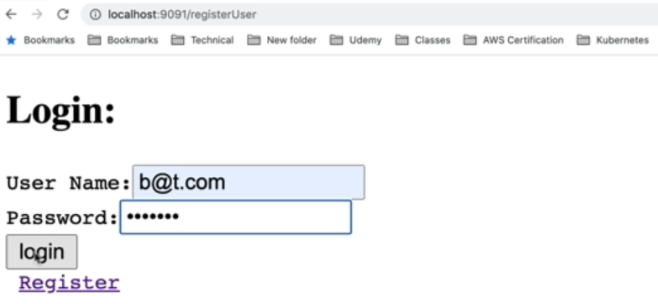 localhost:9091/registerUser
Bookmarks Bookmarks Technical New folder Udemy Classes AWS Certification Kubernetes
Login:
User Name: b@t.com
Password: •••••••
login
Register